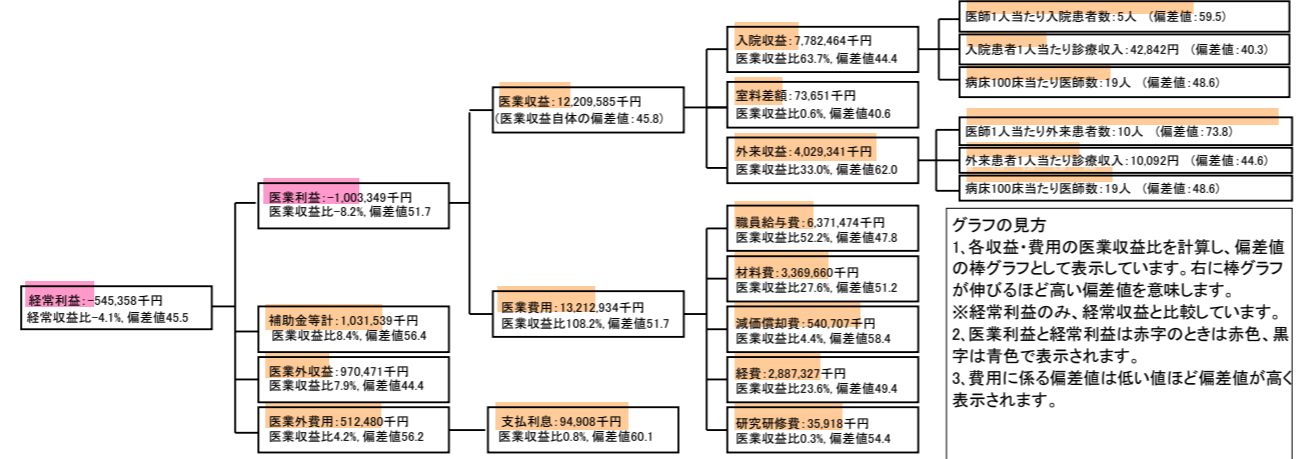 経常利益:-545,358千円
経常収益比-4.1%, 偏差値45.5
医業利益:-1,003,349千円
医業収益比-8.2%, 偏差値51.7
補助金等計:1,031,539千円
医業収益比8.4%, 偏差値56.4
医業外収益:970,471千円
医業収益比7.9%, 偏差値44.4
医業外費用:512,480千円
医業収益比4.2%, 偏差値56.2
医業収益:12,209,585千円
(医業収益自体の偏差値:45.8)
医業費用:13,212,934千円
医業収益比108.2%, 偏差値51.7
支払利息:94,908千円
医業収益比0.8%, 偏差値60.1
入院収益:7,782,464千円
医業収益比63.7%, 偏差値44.4
室料差額:73,651千円
医業収益比0.6%, 偏差値40.6
外来収益:4,029,341千円
医業収益比33.0%, 偏差値62.0
職員給与費:6,371,474千円
医業収益比52.2%, 偏差値47.8
材料費:3,369,660千円
医業収益比27.6%, 偏差値51.2
減価償却費:540,707千円
医業収益比4.4%, 偏差値58.4
経費:2,887,327千円
医業収益比23.6%, 偏差値49.4
研究研修費:35,918千円
医業収益比0.3%, 偏差値54.4
医師1人当たり入院患者数:5人 (偏差値:59.5)
入院患者1人当たり診療収入:42,842円 (偏差値:40.3)
病床100床当たり医師数:19人 (偏差値:48.6)
医師1人当たり外来患者数:10人 (偏差値:73.8)
外来患者1人当たり診療収入:10,092円 (偏差値:44.6)
病床100床当たり医師数:19人 (偏差値:48.6)
グラフの見方
1、各収益・費用の医業収益比を計算し、偏差値
の棒グラフとして表示しています。右に棒グラフ
が伸びるほど高い偏差値を意味します。
※経常利益のみ、経常収益と比較しています。
2、医業利益と経常利益は赤字のときは赤色、黒
字は青色で表示されます。
3、費用に係る偏差値は低い値ほど偏差値が高く
表示されます。